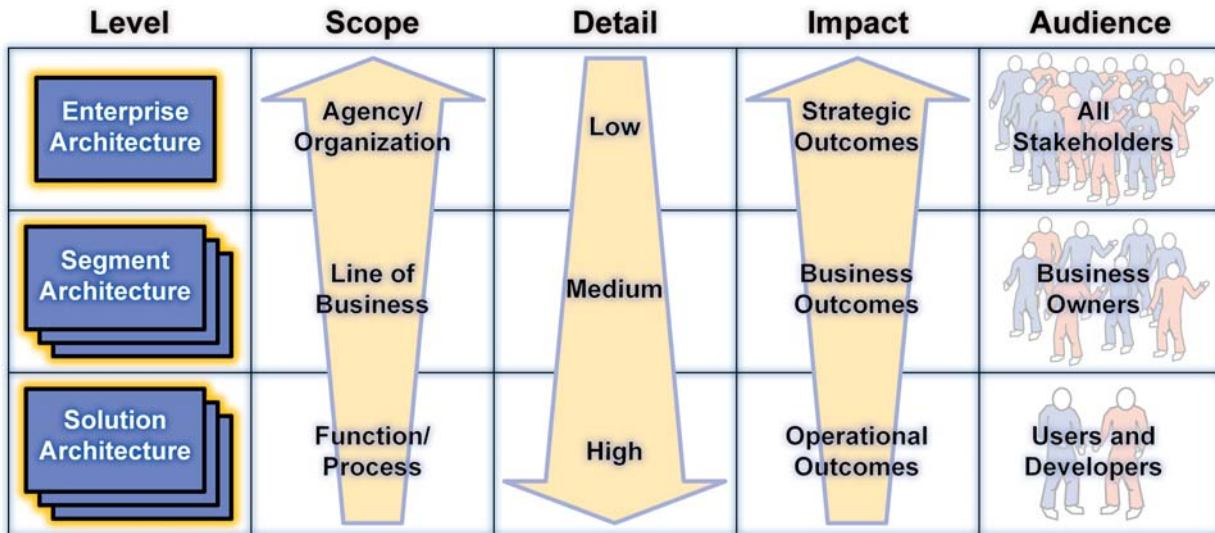 Level Scope Detail Impact Audience
Enterprise
Architecture
Agency/
Organization
Low
Strategic
Outcomes
All
Stakeholders
Segment
Architecture
Line of
Business
Medium
Business
Outcomes
Business
Owners
Solution
Architecture
Function/
Process
High
Operational
Outcomes
Users and
Developers